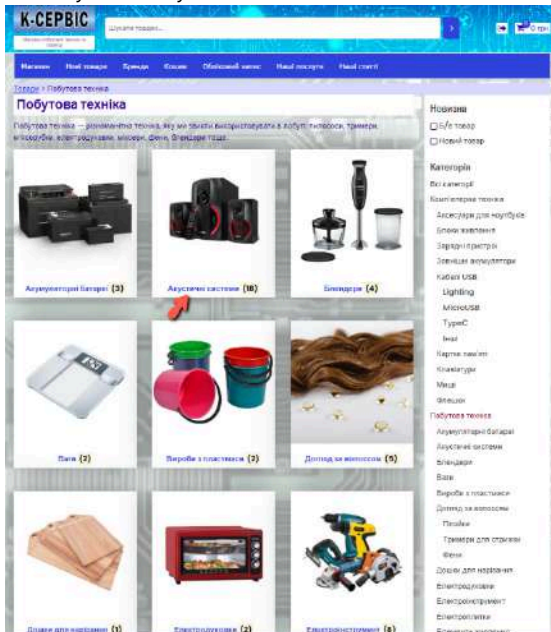 К-СЕРВІС
Шукати товари...
0 грн
Магазин Нові товари Бренди Кошик Обліковий запис Наші послуги Наші статті
Товари > Побутова техніка
Побутова техніка
Побутова техніка — різноманітна техніка, яку ми звикли використовувати в побуті: пилососи, тримери,
м'ясорубки, електродуховки, міксери, фени, блендери тощо.
Акумуляторні батареї (3)
Акустичні системи (18)
Блендери (4)
Ваги (2)
Вироби з пластмаси (2)
Догляд за волоссям (5)
Дошки для нарізання (1)
Електродуховки (2)
Електроінструмент (8)
Новизна
Б/в товар
Новий товар
Категорія
Всі категорії
Комп'ютерна техніка
Аксесуари для ноутбуків
Блоки живлення
Зарядні пристрої
Зовнішні акумулятори
Кабелі USB
Lighting
MicroUSB
TypeC
Інші
Картки пам'яті
Клавіатури
Миші
Флешки
Побутова техніка
Акумуляторні батареї
Акустичні системи
Блендери
Ваги
Вироби з пластмаси
Догляд за волоссям
Плойки
Тримери для стрижки
Фени
Дошки для нарізання
Електродуховки
Електроінструмент
Електроплитки